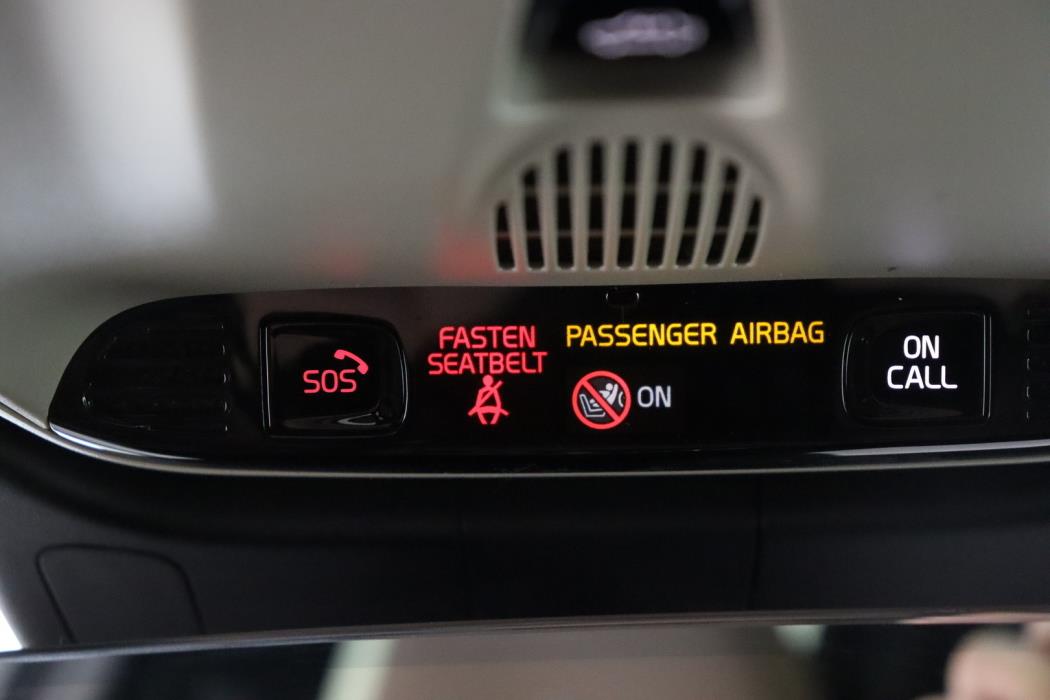 SOS
FASTEN
SEATBELT
PASSENGER AIRBAG
ON
ON
CALL